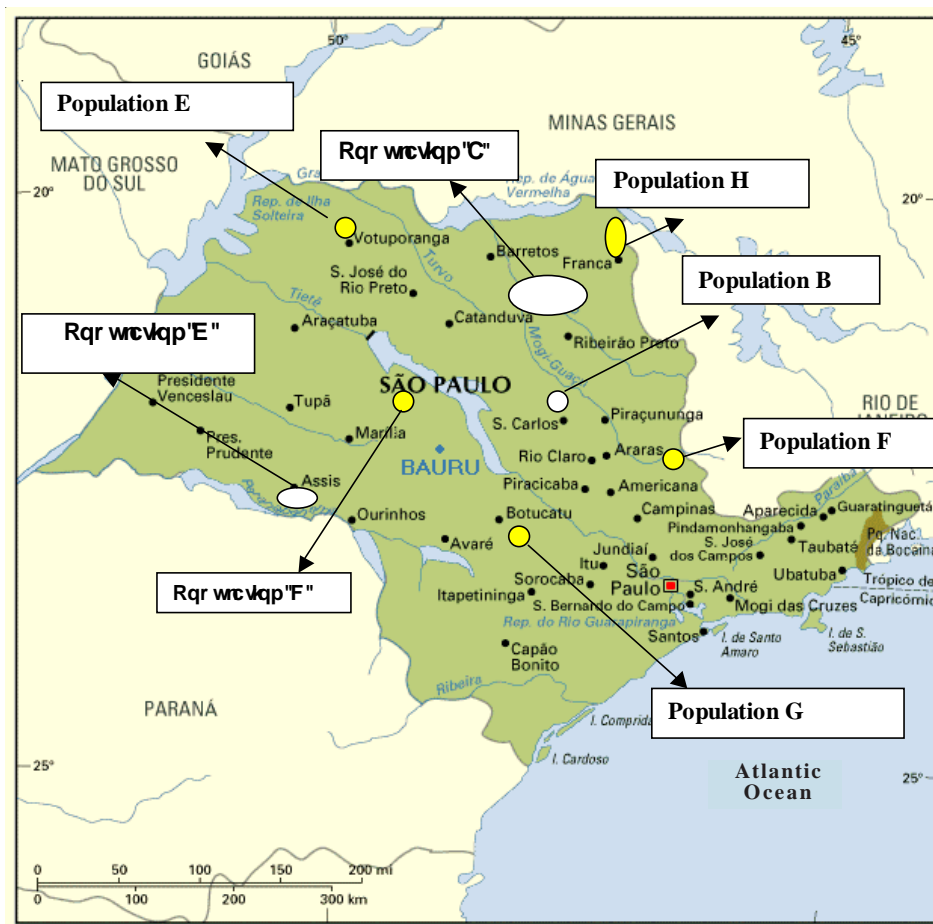 50
45
GOIÁS
Population E
MINAS GERAIS
Rqr wncvkqp "C"
MATO GROSSO
DO SUL
20°
20°
Rep. de Água
Vermelha
Population H
Rep. de Ilha
Solteira
Votuporanga
Turvo
Barretos
Franca
S. José do
Rio Preto
Population B
Tietê
Araçatuba
Catanduva
Mogi-Guaçu
Ribeirão Preto
Rqr wncvkqp "E"
Presidente
Venceslau
SÃO PAULO
RIO DE
JANEIRO
Tupã
S. Carlos
Piraçununga
Pres.
Prudente
Marília
Population F
BAURU
Rio Claro
Araras
Assis
Piracicaba
Americana
Paraíba
Ourinhos
Botucatu
Campinas
Aparecida
Guaratinguetá
Pindamonhangaba
Avaré
Jundiaí
S. José
dos Campos
Taubaté
Pq. Nac.
da Bocaina
Itu
Rqr wncvkqp "F"
Sorocaba
São
Paulo
Ubatuba
Trópico de
Capricórnio
Itapetininga
S. André
S. Bernardo do Campo
Mogi das Cruzes
Rep. do Rio Guarapiranga
Santos
I. de Santo
Amaro
I. de S.
Sebastião
Capão
Bonito
Ribeira
PARANÁ
Population G
I. Comprida
I. Cardoso
25°
25°
Atlantic
Ocean
0 50 100 150 200 mi
0 100 200 300 km